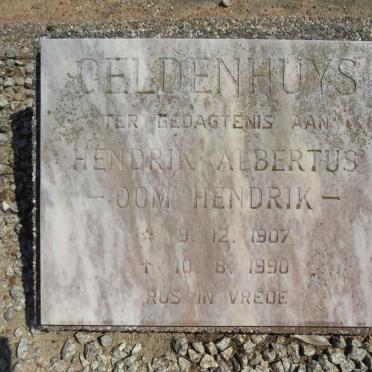 GELDENHUYS
TER GEDAGTENIS AAN
HENDRIK ALBERTUS
- OOM HENDRIK -
☆ 9. 12. 1907
✝ 10. 8. 1990
RUS IN VREDE